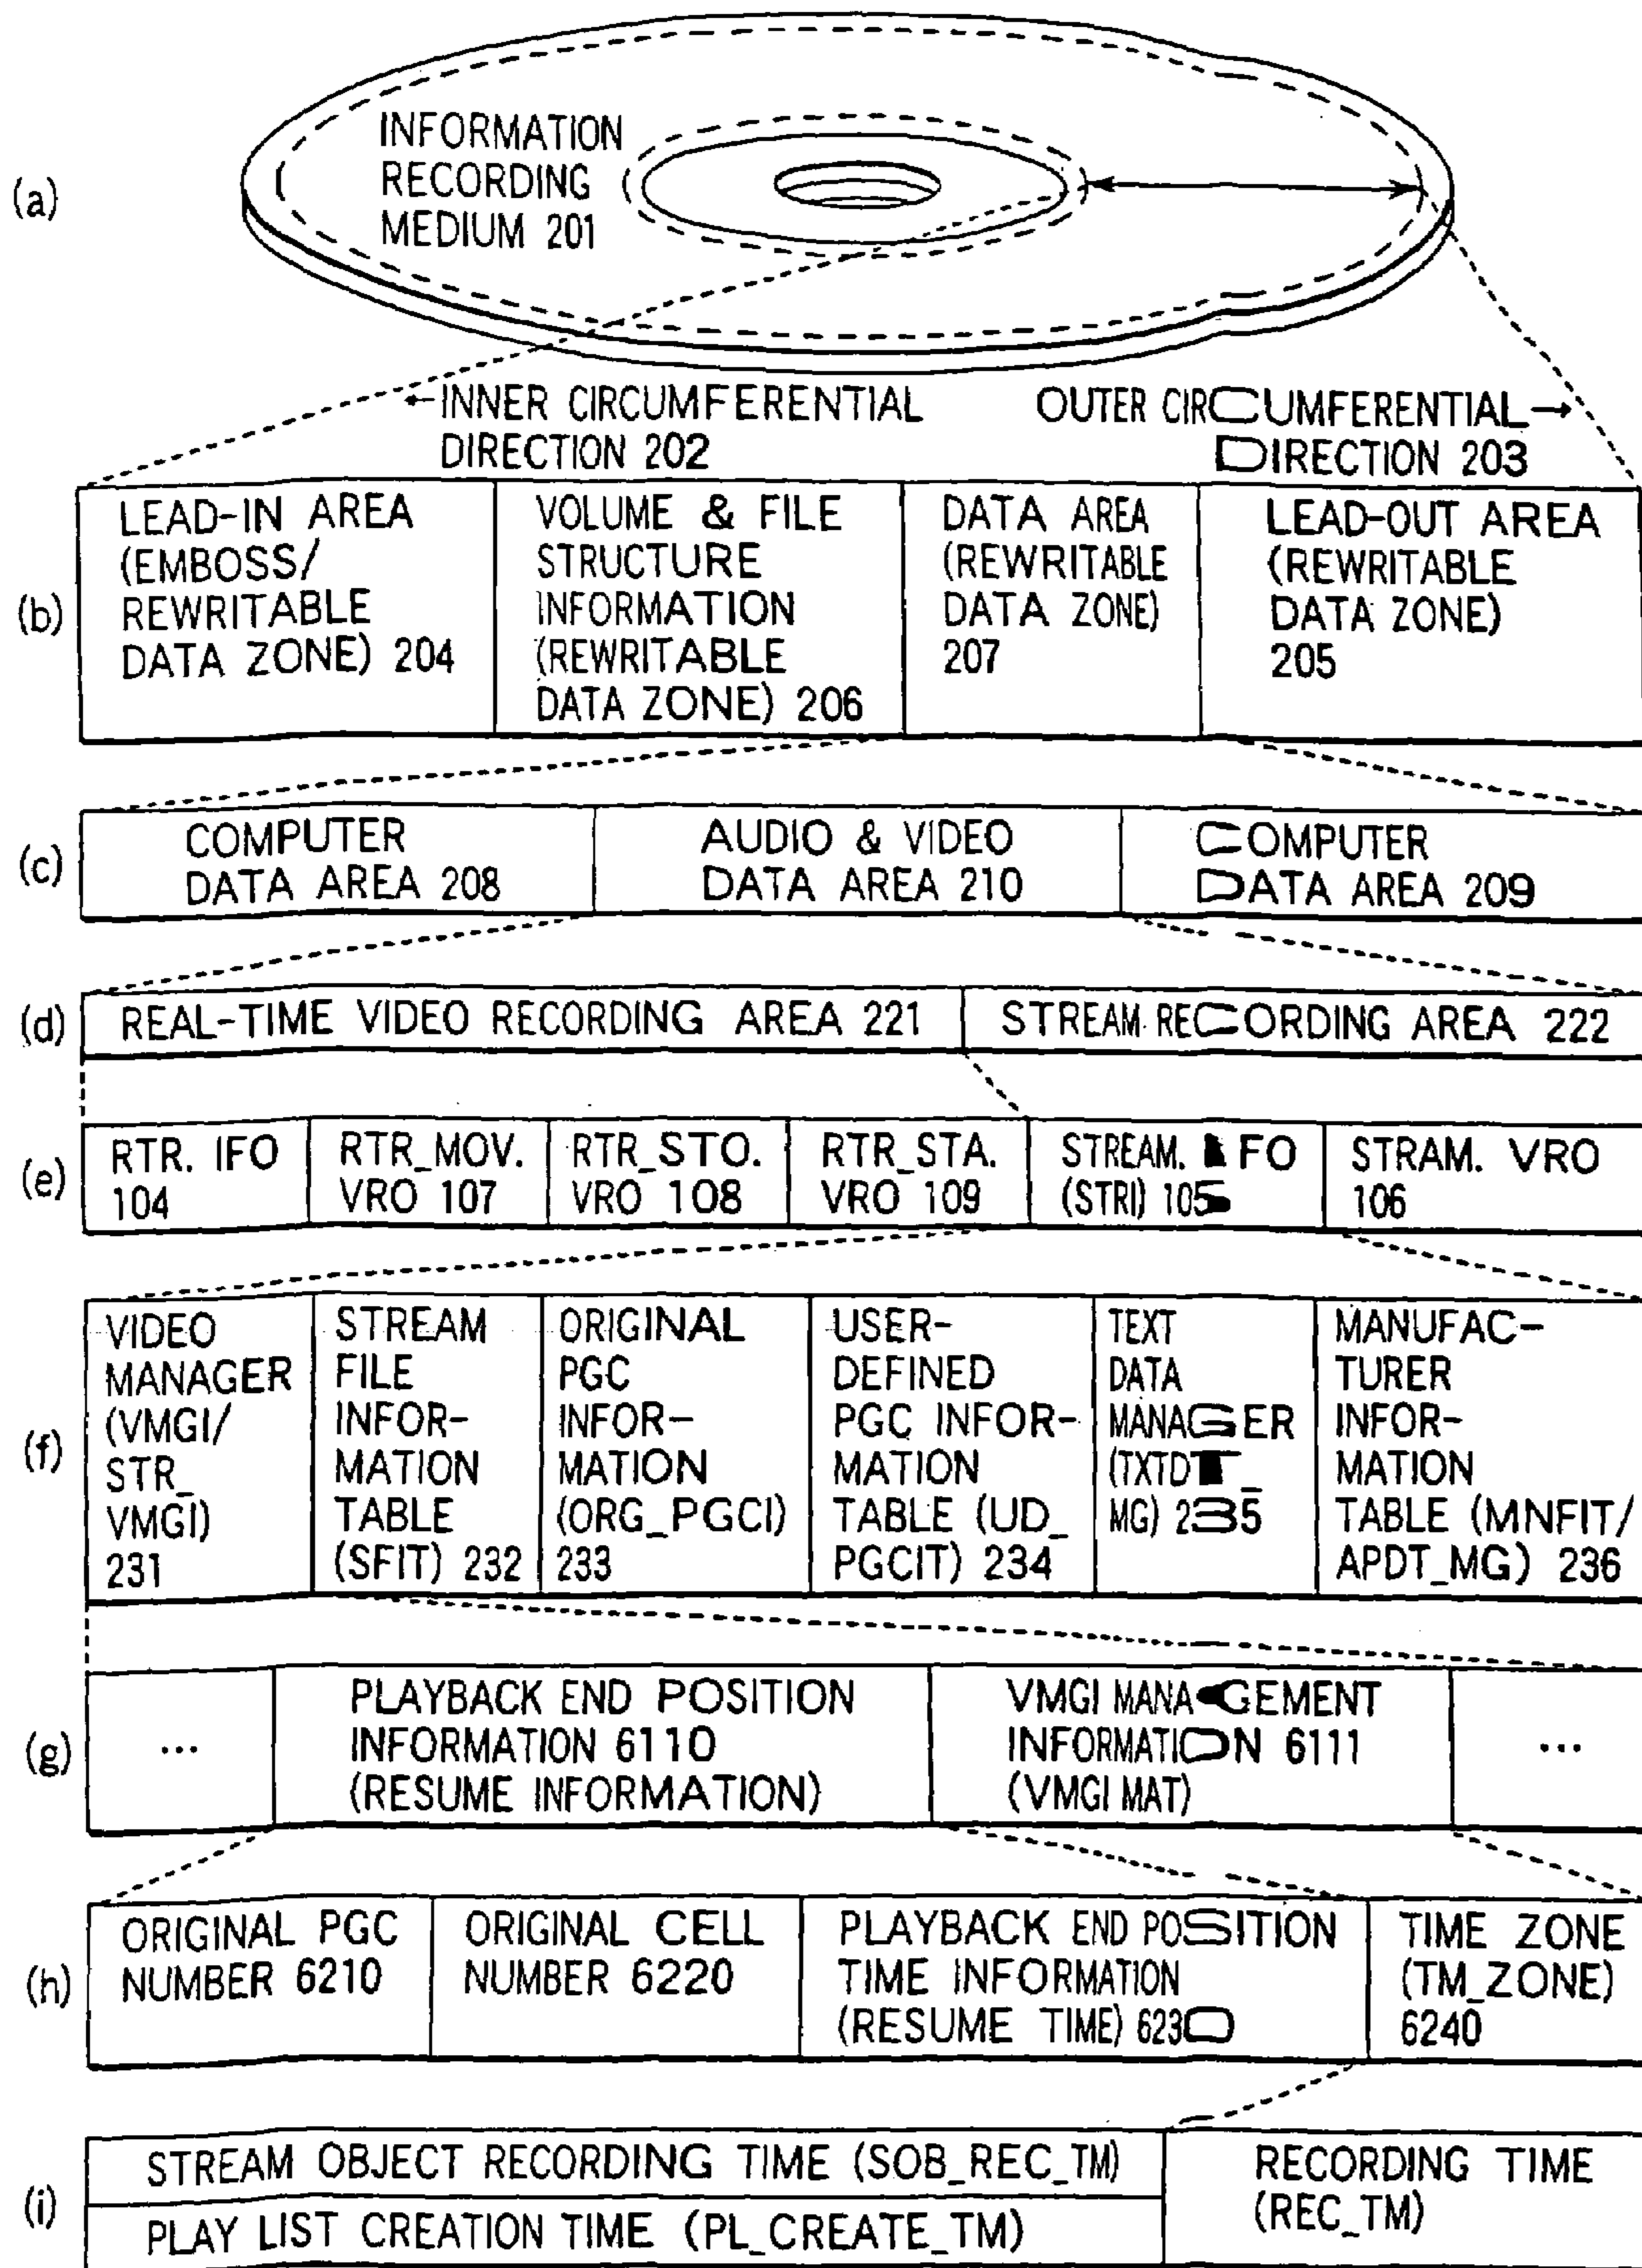 (a)
INFORMATION
RECORDING
MEDIUM 201
←INNER CIRCUMFERENTIAL
DIRECTION 202
OUTER CIRCUMFERENTIAL→
DIRECTION 203
(b)
LEAD-IN AREA
(EMBOSS/
REWRITABLE
DATA ZONE) 204
VOLUME & FILE
STRUCTURE
INFORMATION
(REWRITABLE
DATA ZONE) 206
DATA AREA
(REWRITABLE
DATA ZONE)
207
LEAD-OUT AREA
(REWRITABLE
DATA ZONE)
205
(c)
COMPUTER
DATA AREA 208
AUDIO & VIDEO
DATA AREA 210
COMPUTER
DATA AREA 209
(d)
REAL-TIME VIDEO RECORDING AREA 221
STREAM RECORDING AREA 222
(e)
RTR. IFO
104
RTR_MOV.
VRO 107
RTR_STO.
VRO 108
RTR_STA.
VRO 109
STREAM. IFO
(STRI) 105
STRAM. VRO
106
(f)
VIDEO
MANAGER
(VMGI/
STR_
VMGI)
231
STREAM
FILE
INFOR-
MATION
TABLE
(SFIT) 232
ORIGINAL
PGC
INFOR-
MATION
(ORG_PGCI)
233
USER-
DEFINED
PGC INFOR-
MATION
TABLE (UD_
PGCIT) 234
TEXT
DATA
MANAGER
(TXTDT_
MG) 235
MANUFAC-
TURER
INFOR-
MATION
TABLE (MNFIT/
APDT_MG) 236
(g)
...
PLAYBACK END POSITION
INFORMATION 6110
(RESUME INFORMATION)
VMGI MANAGEMENT
INFORMATION 6111
(VMGI MAT)
...
(h)
ORIGINAL PGC
NUMBER 6210
ORIGINAL CELL
NUMBER 6220
PLAYBACK END POSITION
TIME INFORMATION
(RESUME TIME) 6230
TIME ZONE
(TM_ZONE)
6240
(i)
STREAM OBJECT RECORDING TIME (SOB_REC_TM)
PLAY LIST CREATION TIME (PL_CREATE_TM)
RECORDING TIME
(REC_TM)